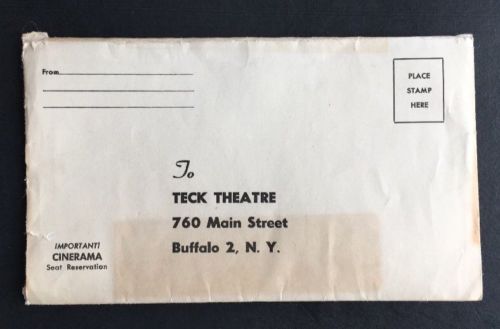 From
PLACE
STAMP
HERE
To
TECK THEATRE
760 Main Street
Buffalo 2, N. Y.
IMPORTANT!
CINERAMA
Seat Reservation